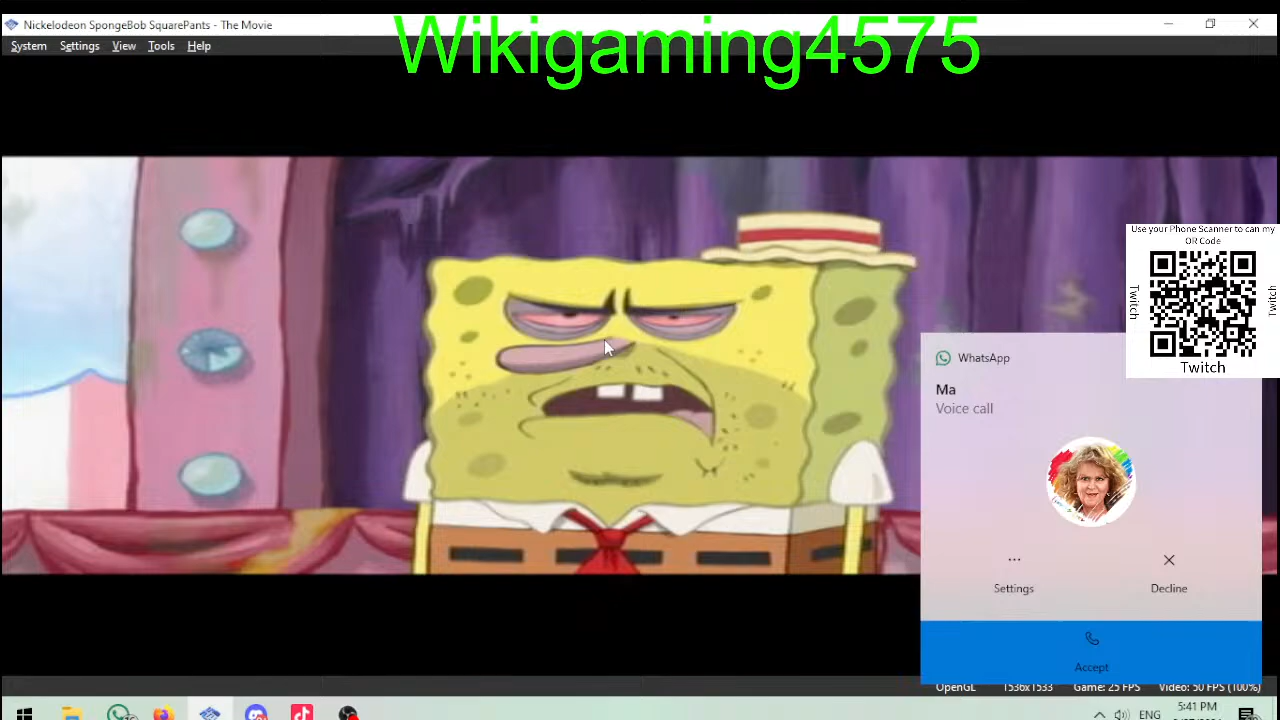 Nickelodeon SpongeBob SquarePants - The Movie
System Settings View Tools Help
Wikigaming4575
Use your Phone Scanner to can my
QR Code
Twitch
Twitch
Twitch
WhatsApp
Ma
Voice call
Settings
Decline
Accept
OpenGL 1536x1533 Game: 25 FPS Video: 50 FPS (100%)
ENG
5:41 PM